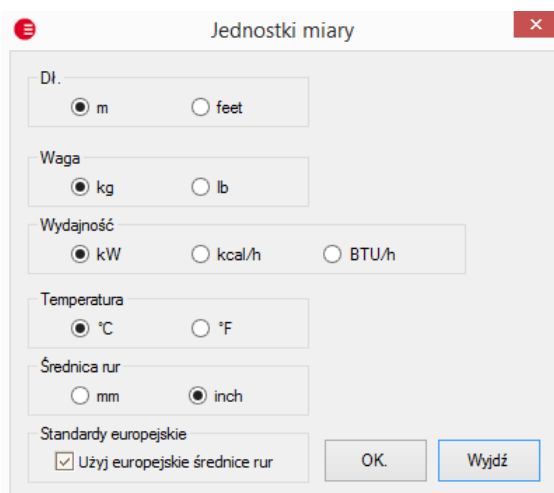 Jednostki miary
Dł.
m feet
Waga
kg lb
Wydajność
kW kcal/h BTU/h
Temperatura
°C °F
Średnica rur
mm inch
Standardy europejskie
Użyj europejskie średnice rur
OK. Wyjdź